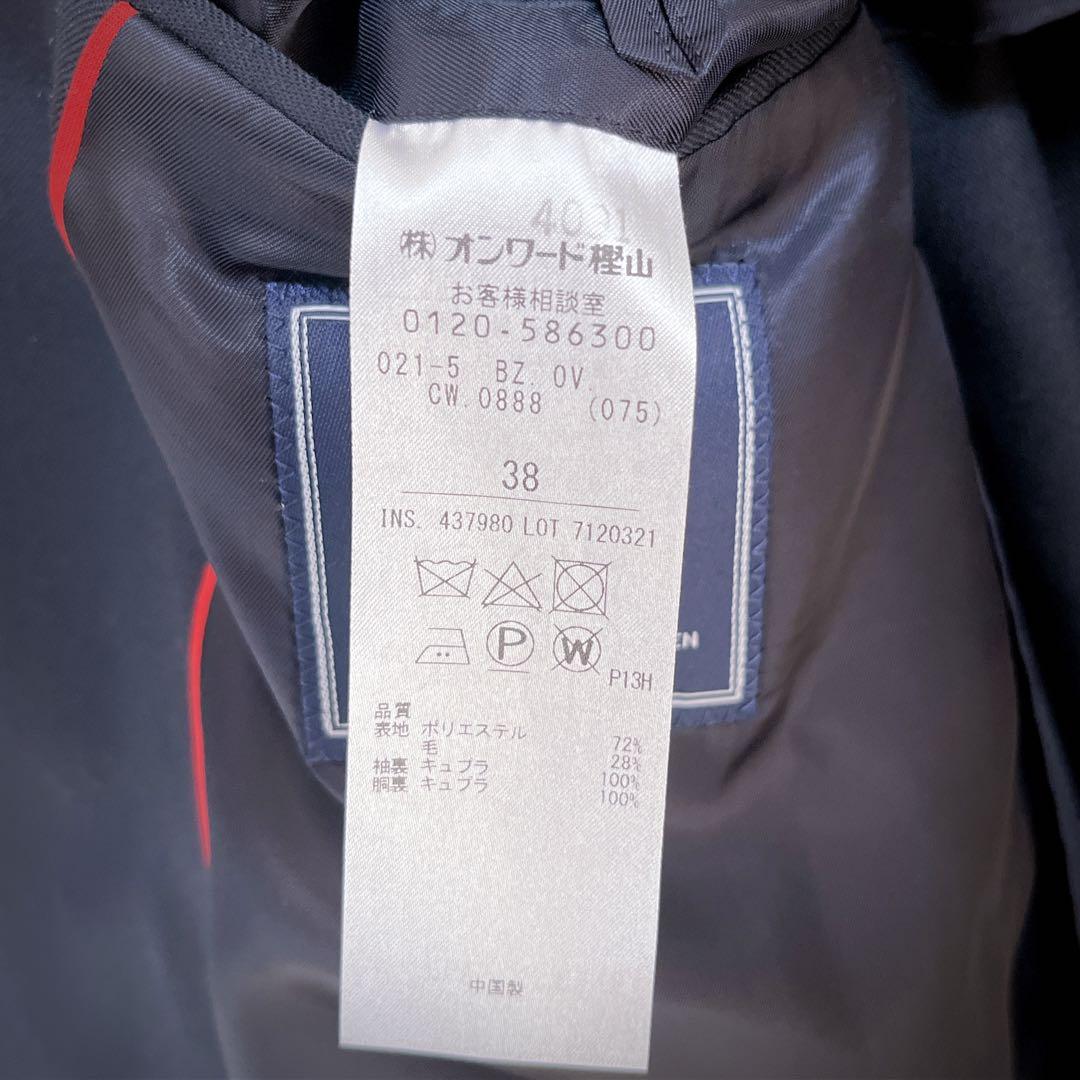 (株)オンワード樫山
お客様相談室
0120-586300
021-5 BZ. OV.
CW.0888 (075)
38
INS. 437980 LOT 7120321
P
W
P13H
EN
品質
表地 ポリエステル 72%
毛 28%
袖裏 キュプラ 100%
胴裏 キュプラ 100%
中国製